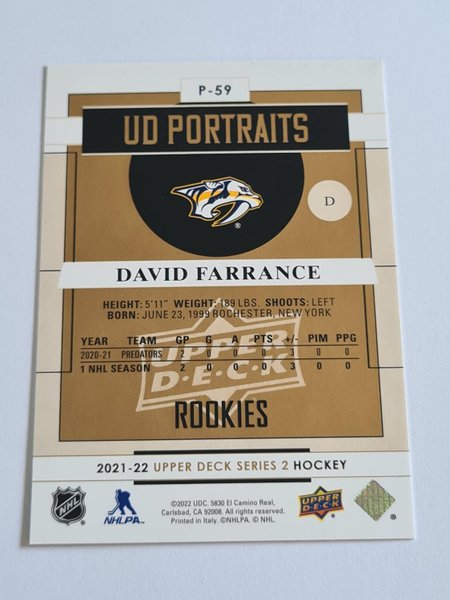 P-59
UD PORTRAITS
®
D
DAVID FARRANCE
HEIGHT: 5'11" WEIGHT: 189 LBS. SHOOTS: LEFT
BORN: JUNE 23, 1999 ROCHESTER, NEW YORK
YEAR TEAM GP G A PTS +/- PIM PPG
2020-21 PREDATORS 2 0 0 0 3 0 0
1 NHL SEASON 2 0 0 0 3 0 0
UPPER
D.E.C.K
ROOKIES
2021-22 UPPER DECK SERIES 2 HOCKEY
NHL
NHLPA
©2022 UDC. 5830 El Camino Real,
Carlsbad, CA 92008. All rights reserved.
Printed in Italy. ©NHLPA. © NHL.
UPPER
DECK
®